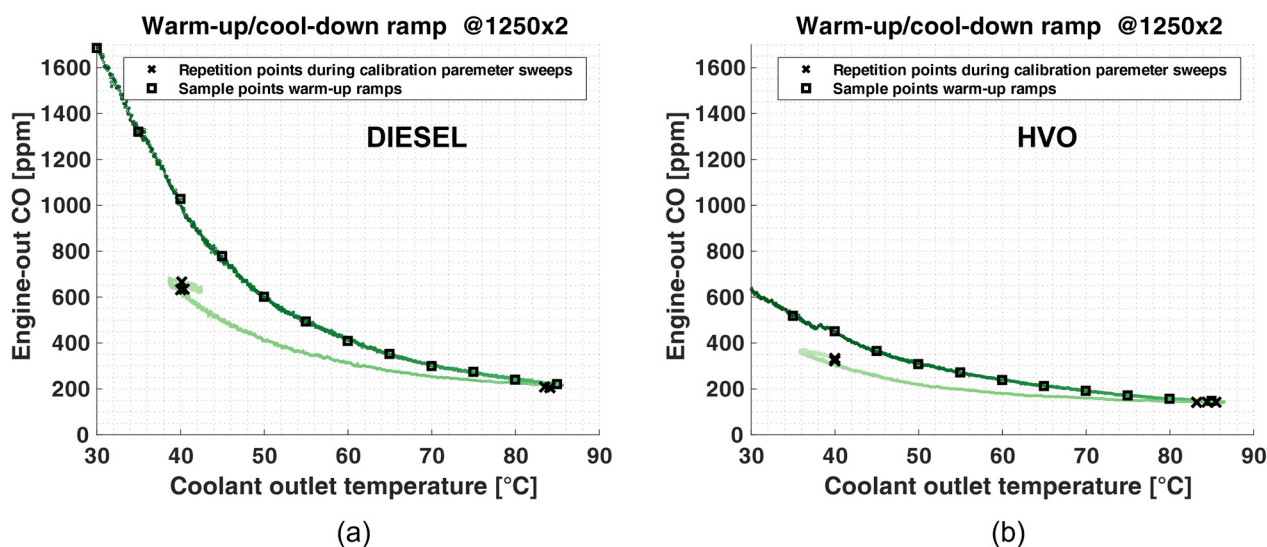 Warm-up/cool-down ramp @1250x2
Repetition points during calibration paremeter sweeps
Sample points warm-up ramps
DIESEL
Engine-out CO [ppm]
1600
1400
1200
1000
800
600
400
200
0
30 40 50 60 70 80 90
Coolant outlet temperature [°C]
(a)
Warm-up/cool-down ramp @1250x2
Repetition points during calibration paremeter sweeps
Sample points warm-up ramps
HVO
Engine-out CO [ppm]
1600
1400
1200
1000
800
600
400
200
0
30 40 50 60 70 80 90
Coolant outlet temperature [°C]
(b)